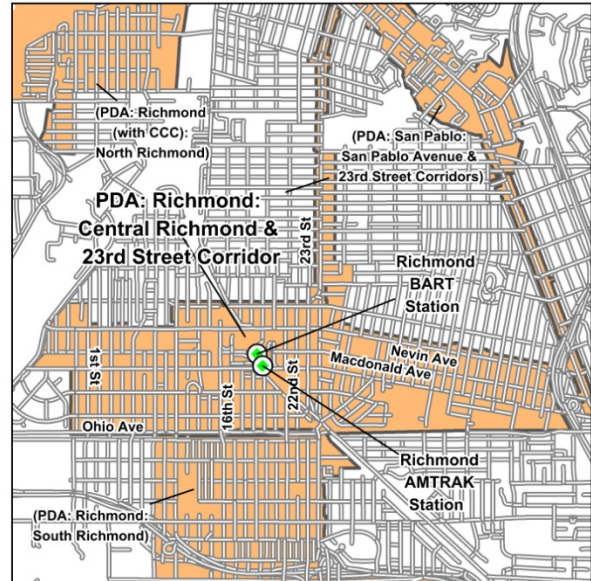 (PDA: Richmond
(with CCC):
North Richmond)
(PDA: San Pablo:
San Pablo Avenue &
23rd Street Corridors)
PDA: Richmond:
Central Richmond &
23rd Street Corridor
23rd St
Richmond
BART
Station
Nevin Ave
Macdonald Ave
1st St
16th St
22nd St
Ohio Ave
Richmond
AMTRAK
Station
(PDA: Richmond:
South Richmond)